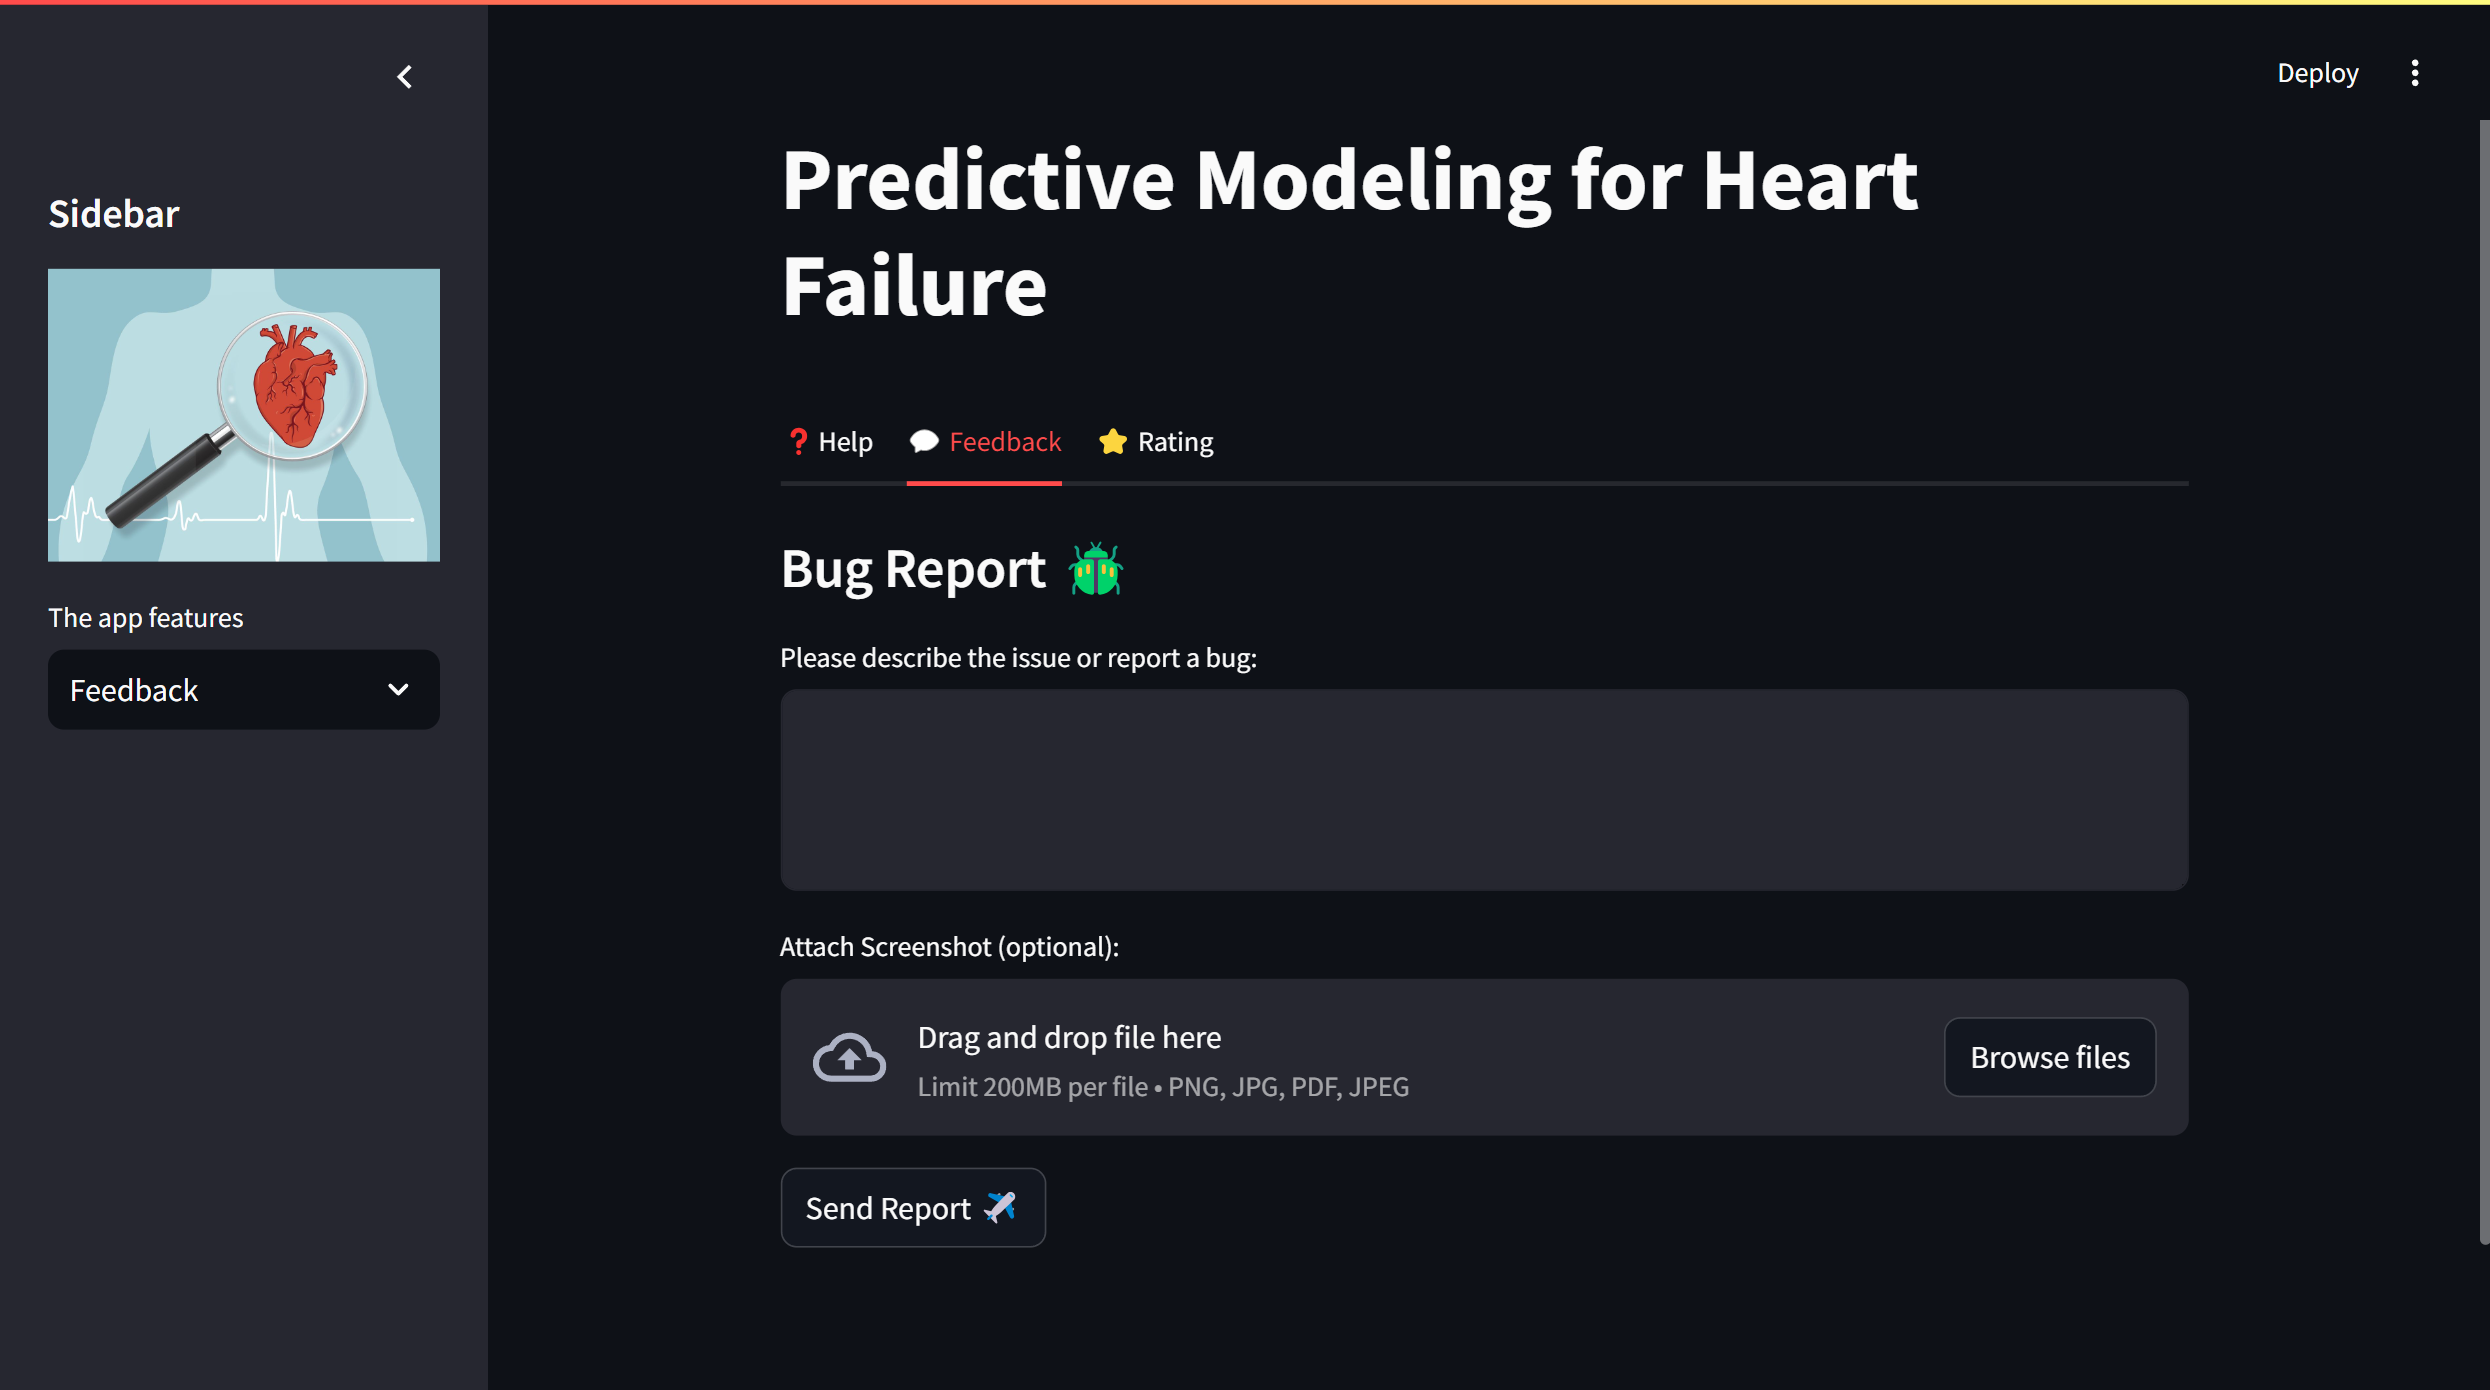 Deploy
Sidebar
The app features
Feedback
Predictive Modeling for Heart
Failure
❓ Help
💬 Feedback
⭐ Rating
Bug Report 🪲
Please describe the issue or report a bug:
Attach Screenshot (optional):
Drag and drop file here
Limit 200MB per file • PNG, JPG, PDF, JPEG
Browse files
Send Report ✈️